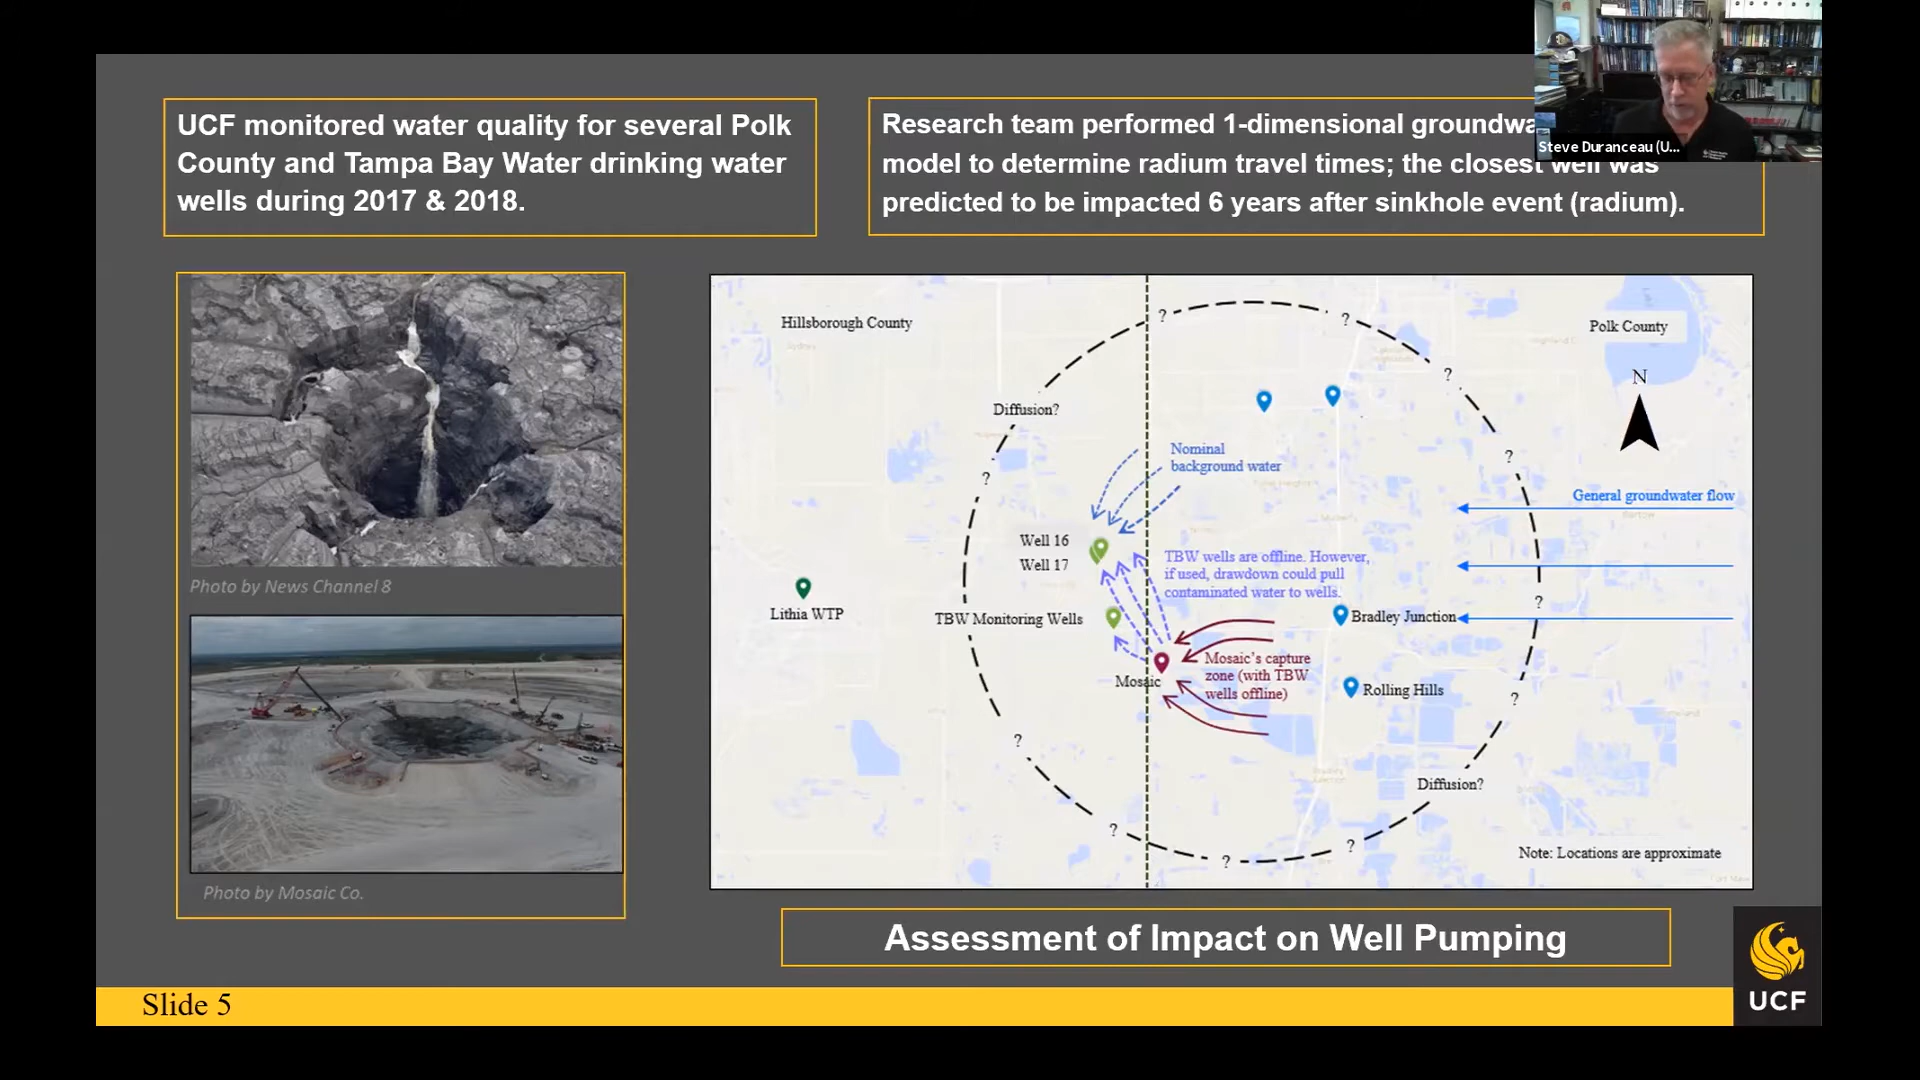 UCF monitored water quality for several Polk
County and Tampa Bay Water drinking water
wells during 2017 & 2018.
Research team performed 1-dimensional
model to determine radium travel times; the closest well was
predicted to be impacted 6 years after sinkhole event (radium).
Steve Duranceau (U...
Photo by News Channel 8
Photo by Mosaic Co.
Hillsborough County
Polk County
N
?
?
?
Diffusion?
Nominal
background water
?
?
General groundwater flow
Well 16
Well 17
TBW wells are offline. However,
if used, drawdown could pull
contaminated water to wells.
Lithia WTP
TBW Monitoring Wells
?
Bradley Junction
Mosaic
Mosaic's capture
zone (with TBW
wells offline)
Rolling Hills
?
?
Diffusion?
?
?
?
Note: Locations are approximate
Assessment of Impact on Well Pumping
Slide 5
UCF